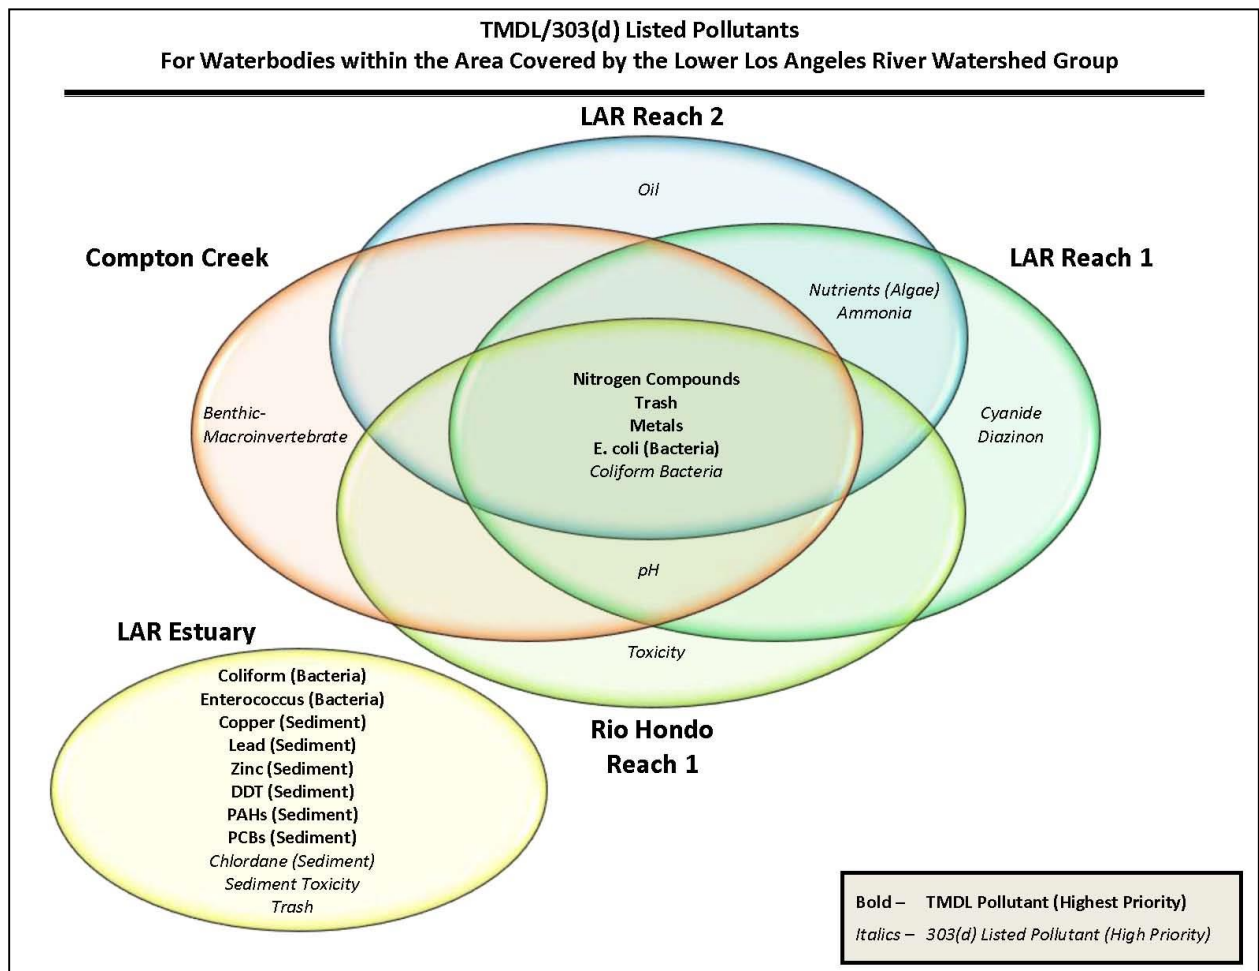 TMDL/303(d) Listed Pollutants
For Waterbodies within the Area Covered by the Lower Los Angeles River Watershed Group
LAR Reach 2
Oil
Compton Creek
LAR Reach 1
Nutrients (Algae)
Ammonia
Benthic-
Macroinvertebrate
Nitrogen Compounds
Trash
Metals
E. coli (Bacteria)
Coliform Bacteria
Cyanide
Diazinon
pH
Toxicity
Rio Hondo
Reach 1
LAR Estuary
Coliform (Bacteria)
Enterococcus (Bacteria)
Copper (Sediment)
Lead (Sediment)
Zinc (Sediment)
DDT (Sediment)
PAHs (Sediment)
PCBs (Sediment)
Chlordane (Sediment)
Sediment Toxicity
Trash
Bold – TMDL Pollutant (Highest Priority)
Italics – 303(d) Listed Pollutant (High Priority)